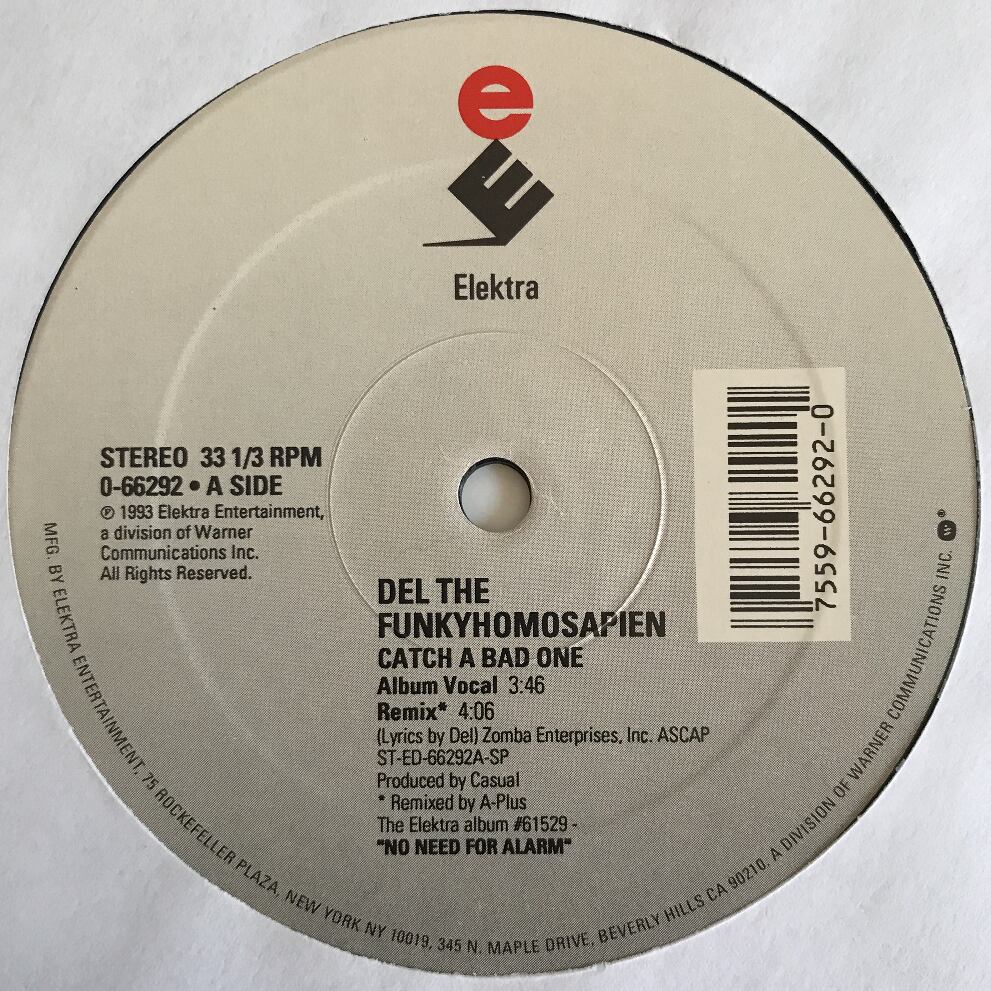 e
E
Elektra
STEREO 33 1/3 RPM
0-66292 • A SIDE
℗ 1993 Elektra Entertainment,
a division of Warner
Communications Inc.
All Rights Reserved.
7559-66292-0
DEL THE
FUNKYHOMOSAPIEN
CATCH A BAD ONE
Album Vocal 3:46
Remix* 4:06
(Lyrics by Del) Zomba Enterprises, Inc. ASCAP
ST-ED-66292A-SP
Produced by Casual
* Remixed by A-Plus
The Elektra album #61529 -
"NO NEED FOR ALARM"
MFG. BY ELEKTRA ENTERTAINMENT, 75 ROCKEFELLER PLAZA, NEW YORK NY 10019, 345 N. MAPLE DRIVE, BEVERLY HILLS CA 90210. A DIVISION OF WARNER COMMUNICATIONS INC. ®